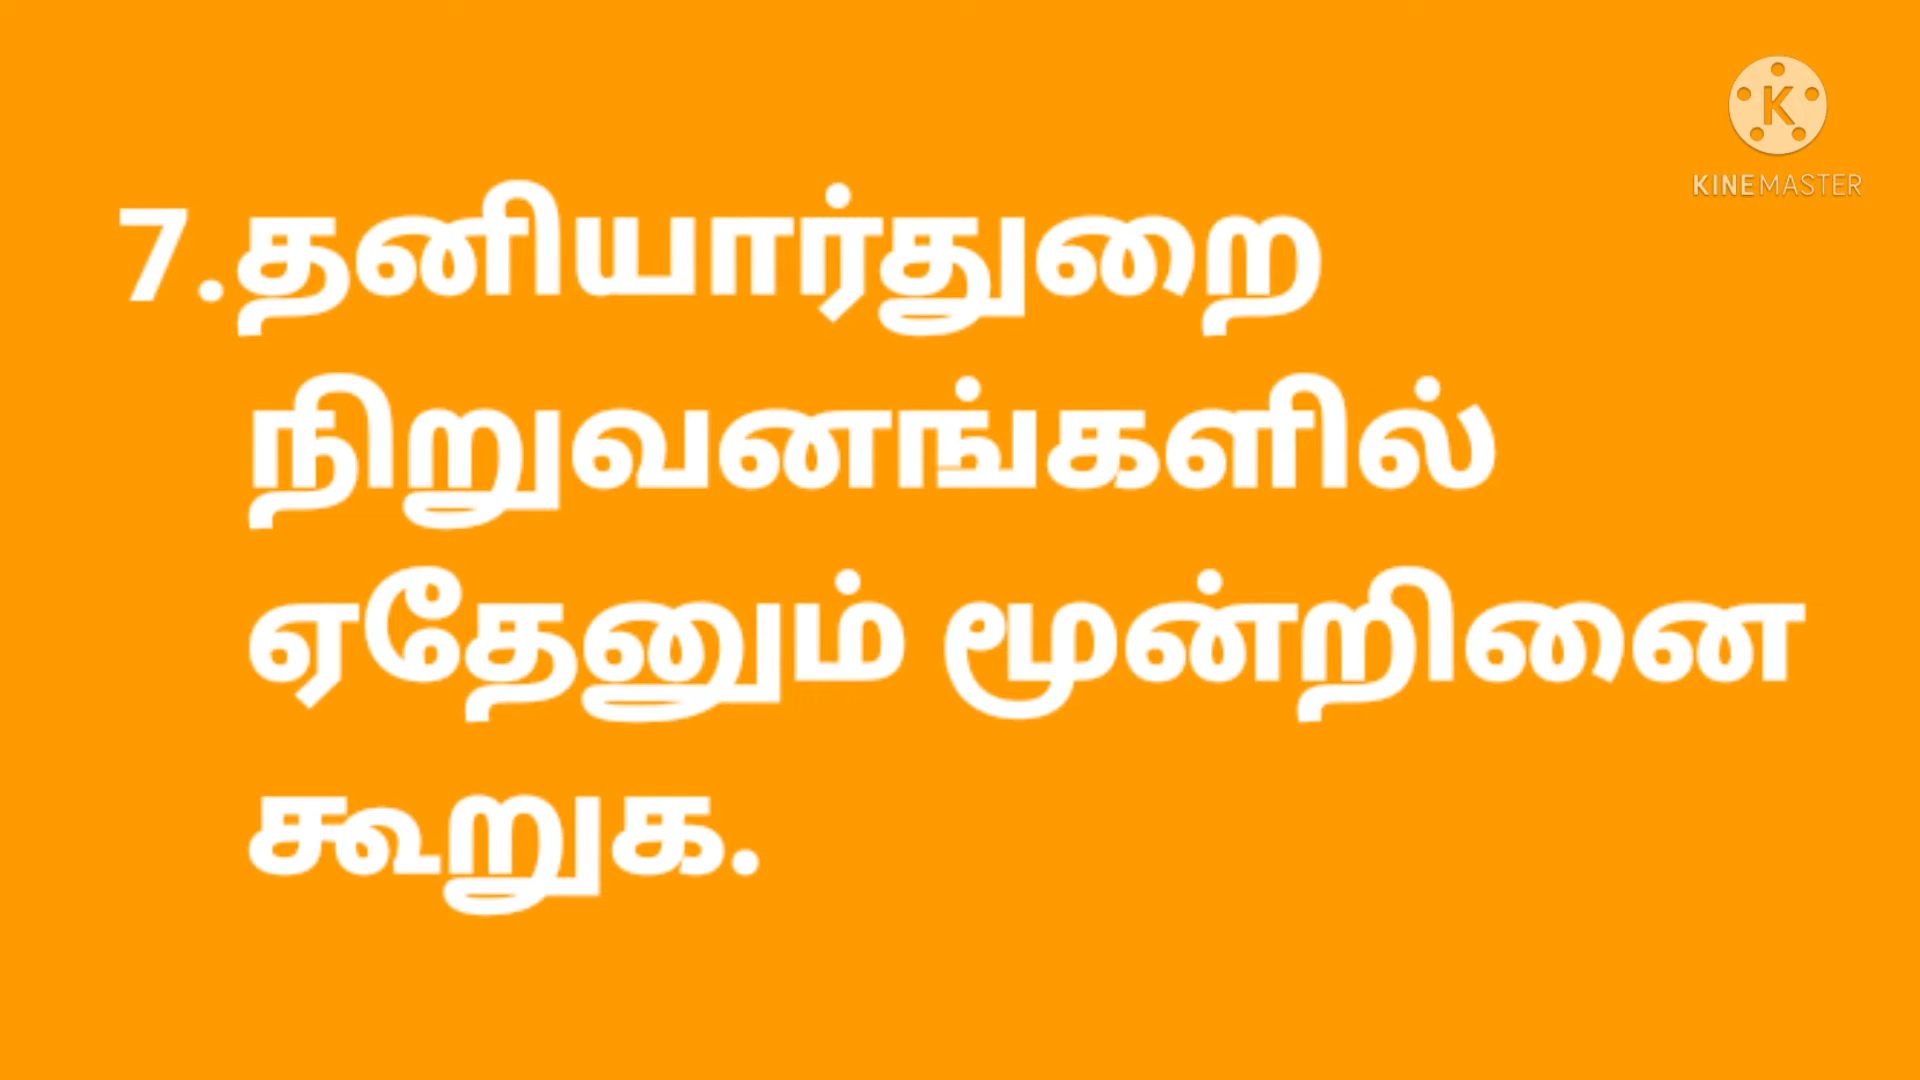 K
KINEMASTER
7.தனியார்துறை
நிறுவனங்களில்
ஏதேனும் மூன்றினை
கூறுக.